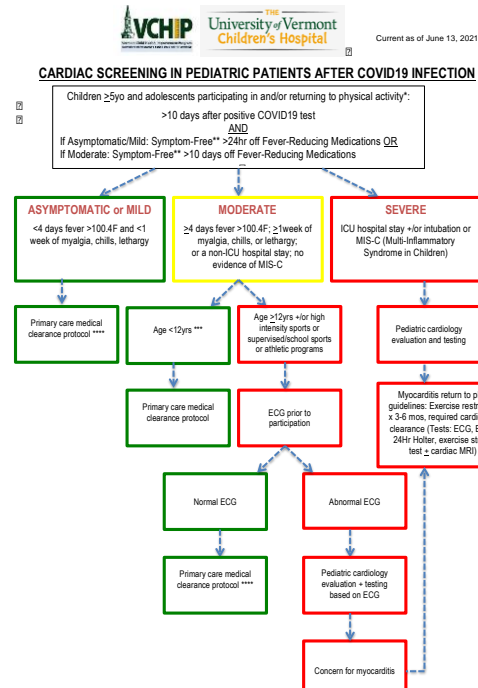 VCHIP
THE
University of Vermont
Children's Hospital
Current as of June 13, 2021
CARDIAC SCREENING IN PEDIATRIC PATIENTS AFTER COVID19 INFECTION
Children >5yo and adolescents participating in and/or returning to physical activity*:
>10 days after positive COVID19 test
AND
If Asymptomatic/Mild: Symptom-Free** >24hr off Fever-Reducing Medications OR
If Moderate: Symptom-Free** >10 days off Fever-Reducing Medications
ASYMPTOMATIC or MILD
<4 days fever >100.4F and <1
week of myalgia, chills, lethargy
MODERATE
≥4 days fever >100.4F; ≥1week of
myalgia, chills, or lethargy;
or a non-ICU hospital stay; no
evidence of MIS-C
SEVERE
ICU hospital stay +/or intubation or
MIS-C (Multi-Inflammatory
Syndrome in Children)
Primary care medical
clearance protocol ****
Age <12yrs ***
Age ≥12yrs +/or high
intensity sports or
supervised/school sports
or athletic programs
Pediatric cardiology
evaluation and testing
Primary care medical
clearance protocol
ECG prior to
participation
Myocarditis return to pl
guidelines: Exercise restr
x 3-6 mos, required cardi
clearance (Tests: ECG, E
24Hr Holter, exercise st
test + cardiac MRI)
Normal ECG
Abnormal ECG
Primary care medical
clearance protocol ****
Pediatric cardiology
evaluation + testing
based on ECG
Concern for myocarditis